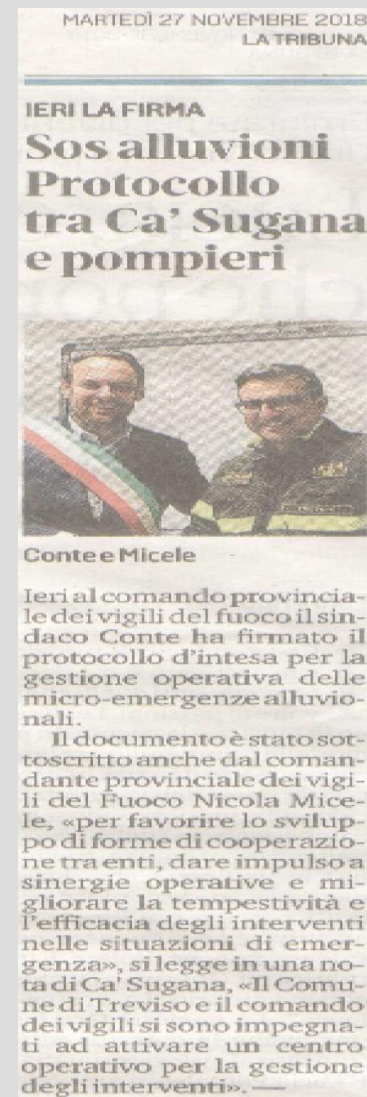 MARTEDÌ 27 NOVEMBRE 2018
LA TRIBUNA
IERI LA FIRMA
Sos alluvioni
Protocollo
tra Ca' Sugana
e pompieri
Conte e Micele
Ieri al comando provincia-
le dei vigili del fuoco il sin-
daco Conte ha firmato il
protocollo d'intesa per la
gestione operativa delle
micro-emergenze alluvio-
nali.
Il documento è stato sot-
toscritto anche dal coman-
dante provinciale dei vigi-
li del Fuoco Nicola Mice-
le, «per favorire lo svilup-
po di forme di cooperazio-
ne tra enti, dare impulso a
sinergie operative e mi-
gliorare la tempestività e
l'efficacia degli interventi
nelle situazioni di emer-
genza», si legge in una no-
ta di Ca' Sugana, «Il Comu-
ne di Treviso e il comando
dei vigili si sono impegna-
ti ad attivare un centro
operativo per la gestione
degli interventi». —